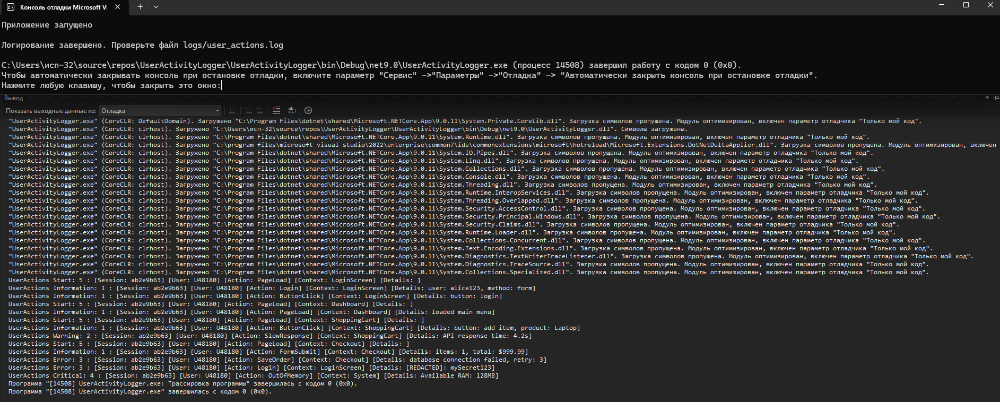 Консоль отладки Microsoft Vi
Приложение запущено
Логирование завершено. Проверьте файл logs/user_actions.log
C:\Users\исп-32\source\repos\UserActivityLogger\UserActivityLogger\bin\Debug\net9.0\UserActivityLogger.exe (процесс 14508) завершил работу с кодом 0 (0x0).
Чтобы автоматически закрывать консоль при остановке отладки, включите параметр "Сервис" ->"Параметры" ->"Отладка" -> "Автоматически закрыть консоль при остановке отладки".
Нажмите любую клавишу, чтобы закрыть это окно:
Вывод
Показать выходные данные из: Отладка
"UserActivityLogger.exe" (CoreCLR: DefaultDomain). Загружено "C:\Program Files\dotnet\shared\Microsoft.NETCore.App\9.0.11\System.Private.CoreLib.dll". Загрузка символов пропущена. Модуль оптимизирован, включен параметр отладчика "Только мой код".
"UserActivityLogger.exe" (CoreCLR: clrhost). Загружено "C:\Users\исп-32\source\repos\UserActivityLogger\UserActivityLogger\bin\Debug\net9.0\UserActivityLogger.dll". Символы загружены.
"UserActivityLogger.exe" (CoreCLR: clrhost). Загружено "C:\Program Files\dotnet\shared\Microsoft.NETCore.App\9.0.11\System.Runtime.dll". Загрузка символов пропущена. Модуль оптимизирован, включен параметр отладчика "Только мой код".
"UserActivityLogger.exe" (CoreCLR: clrhost). Загружено "c:\program files\microsoft visual studio\2022\enterprise\common7\ide\commonextensions\microsoft\hotreload\Microsoft.Extensions.DotNetDeltaApplier.dll". Загрузка символов пропущена. Модуль оптимизирован, включен
"UserActivityLogger.exe" (CoreCLR: clrhost). Загружено "C:\Program Files\dotnet\shared\Microsoft.NETCore.App\9.0.11\System.IO.Pipes.dll". Загрузка символов пропущена. Модуль оптимизирован, включен параметр отладчика "Только мой код".
"UserActivityLogger.exe" (CoreCLR: clrhost). Загружено "C:\Program Files\dotnet\shared\Microsoft.NETCore.App\9.0.11\System.Linq.dll". Загрузка символов пропущена. Модуль оптимизирован, включен параметр отладчика "Только мой код".
"UserActivityLogger.exe" (CoreCLR: clrhost). Загружено "C:\Program Files\dotnet\shared\Microsoft.NETCore.App\9.0.11\System.Collections.dll". Загрузка символов пропущена. Модуль оптимизирован, включен параметр отладчика "Только мой код".
"UserActivityLogger.exe" (CoreCLR: clrhost). Загружено "C:\Program Files\dotnet\shared\Microsoft.NETCore.App\9.0.11\System.Console.dll". Загрузка символов пропущена. Модуль оптимизирован, включен параметр отладчика "Только мой код".
"UserActivityLogger.exe" (CoreCLR: clrhost). Загружено "C:\Program Files\dotnet\shared\Microsoft.NETCore.App\9.0.11\System.Threading.dll". Загрузка символов пропущена. Модуль оптимизирован, включен параметр отладчика "Только мой код".
"UserActivityLogger.exe" (CoreCLR: clrhost). Загружено "C:\Program Files\dotnet\shared\Microsoft.NETCore.App\9.0.11\System.Runtime.InteropServices.dll". Загрузка символов пропущена. Модуль оптимизирован, включен параметр отладчика "Только мой код".
"UserActivityLogger.exe" (CoreCLR: clrhost). Загружено "C:\Program Files\dotnet\shared\Microsoft.NETCore.App\9.0.11\System.Threading.Overlapped.dll". Загрузка символов пропущена. Модуль оптимизирован, включен параметр отладчика "Только мой код".
"UserActivityLogger.exe" (CoreCLR: clrhost). Загружено "C:\Program Files\dotnet\shared\Microsoft.NETCore.App\9.0.11\System.Security.AccessControl.dll". Загрузка символов пропущена. Модуль оптимизирован, включен параметр отладчика "Только мой код".
"UserActivityLogger.exe" (CoreCLR: clrhost). Загружено "C:\Program Files\dotnet\shared\Microsoft.NETCore.App\9.0.11\System.Security.Principal.Windows.dll". Загрузка символов пропущена. Модуль оптимизирован, включен параметр отладчика "Только мой код".
"UserActivityLogger.exe" (CoreCLR: clrhost). Загружено "C:\Program Files\dotnet\shared\Microsoft.NETCore.App\9.0.11\System.Security.Claims.dll". Загрузка символов пропущена. Модуль оптимизирован, включен параметр отладчика "Только мой код".
"UserActivityLogger.exe" (CoreCLR: clrhost). Загружено "C:\Program Files\dotnet\shared\Microsoft.NETCore.App\9.0.11\System.Runtime.Loader.dll". Загрузка символов пропущена. Модуль оптимизирован, включен параметр отладчика "Только мой код".
"UserActivityLogger.exe" (CoreCLR: clrhost). Загружено "C:\Program Files\dotnet\shared\Microsoft.NETCore.App\9.0.11\System.Collections.Concurrent.dll". Загрузка символов пропущена. Модуль оптимизирован, включен параметр отладчика "Только мой код".
"UserActivityLogger.exe" (CoreCLR: clrhost). Загружено "C:\Program Files\dotnet\shared\Microsoft.NETCore.App\9.0.11\System.Text.Encoding.Extensions.dll". Загрузка символов пропущена. Модуль оптимизирован, включен параметр отладчика "Только мой код".
"UserActivityLogger.exe" (CoreCLR: clrhost). Загружено "C:\Program Files\dotnet\shared\Microsoft.NETCore.App\9.0.11\System.Diagnostics.TextWriterTraceListener.dll". Загрузка символов пропущена. Модуль оптимизирован, включен параметр отладчика "Только мой код".
"UserActivityLogger.exe" (CoreCLR: clrhost). Загружено "C:\Program Files\dotnet\shared\Microsoft.NETCore.App\9.0.11\System.Diagnostics.TraceSource.dll". Загрузка символов пропущена. Модуль оптимизирован, включен параметр отладчика "Только мой код".
"UserActivityLogger.exe" (CoreCLR: clrhost). Загружено "C:\Program Files\dotnet\shared\Microsoft.NETCore.App\9.0.11\System.Collections.Specialized.dll". Загрузка символов пропущена. Модуль оптимизирован, включен параметр отладчика "Только мой код".
UserActions Start: 5 : [Session: ab2e9b63] [User: U48180] [Action: PageLoad] [Context: LoginScreen] [Details: ]
UserActions Information: 1 : [Session: ab2e9b63] [User: U48180] [Action: Login] [Context: LoginScreen] [Details: user: alice123, method: form]
UserActions Information: 1 : [Session: ab2e9b63] [User: U48180] [Action: ButtonClick] [Context: LoginScreen] [Details: button: login]
UserActions Start: 5 : [Session: ab2e9b63] [User: U48180] [Action: PageLoad] [Context: Dashboard] [Details: ]
UserActions Information: 1 : [Session: ab2e9b63] [User: U48180] [Action: PageLoad] [Context: Dashboard] [Details: loaded main menu]
UserActions Start: 5 : [Session: ab2e9b63] [User: U48180] [Action: PageLoad] [Context: ShoppingCart] [Details: ]
UserActions Information: 1 : [Session: ab2e9b63] [User: U48180] [Action: ButtonClick] [Context: ShoppingCart] [Details: button: add item, product: Laptop]
UserActions Warning: 2 : [Session: ab2e9b63] [User: U48180] [Action: SlowResponse] [Context: ShoppingCart] [Details: API response time: 4.2s]
UserActions Start: 5 : [Session: ab2e9b63] [User: U48180] [Action: PageLoad] [Context: Checkout] [Details: ]
UserActions Information: 1 : [Session: ab2e9b63] [User: U48180] [Action: FormSubmit] [Context: Checkout] [Details: items: 1, total: $999.99]
UserActions Error: 3 : [Session: ab2e9b63] [User: U48180] [Action: SaveOrder] [Context: Checkout] [Details: database connection failed, retry: 3]
UserActions Error: 3 : [Session: ab2e9b63] [User: U48180] [Action: Login] [Context: LoginScreen] [Details: [REDACTED]: mySecret123]
UserActions Critical: 4 : [Session: ab2e9b63] [User: U48180] [Action: OutOfMemory] [Context: System] [Details: Available RAM: 128MB]
Программа "[14508] UserActivityLogger.exe: Трассировка программы" завершилась с кодом 0 (0x0).
Программа "[14508] UserActivityLogger.exe" завершилась с кодом 0 (0x0).